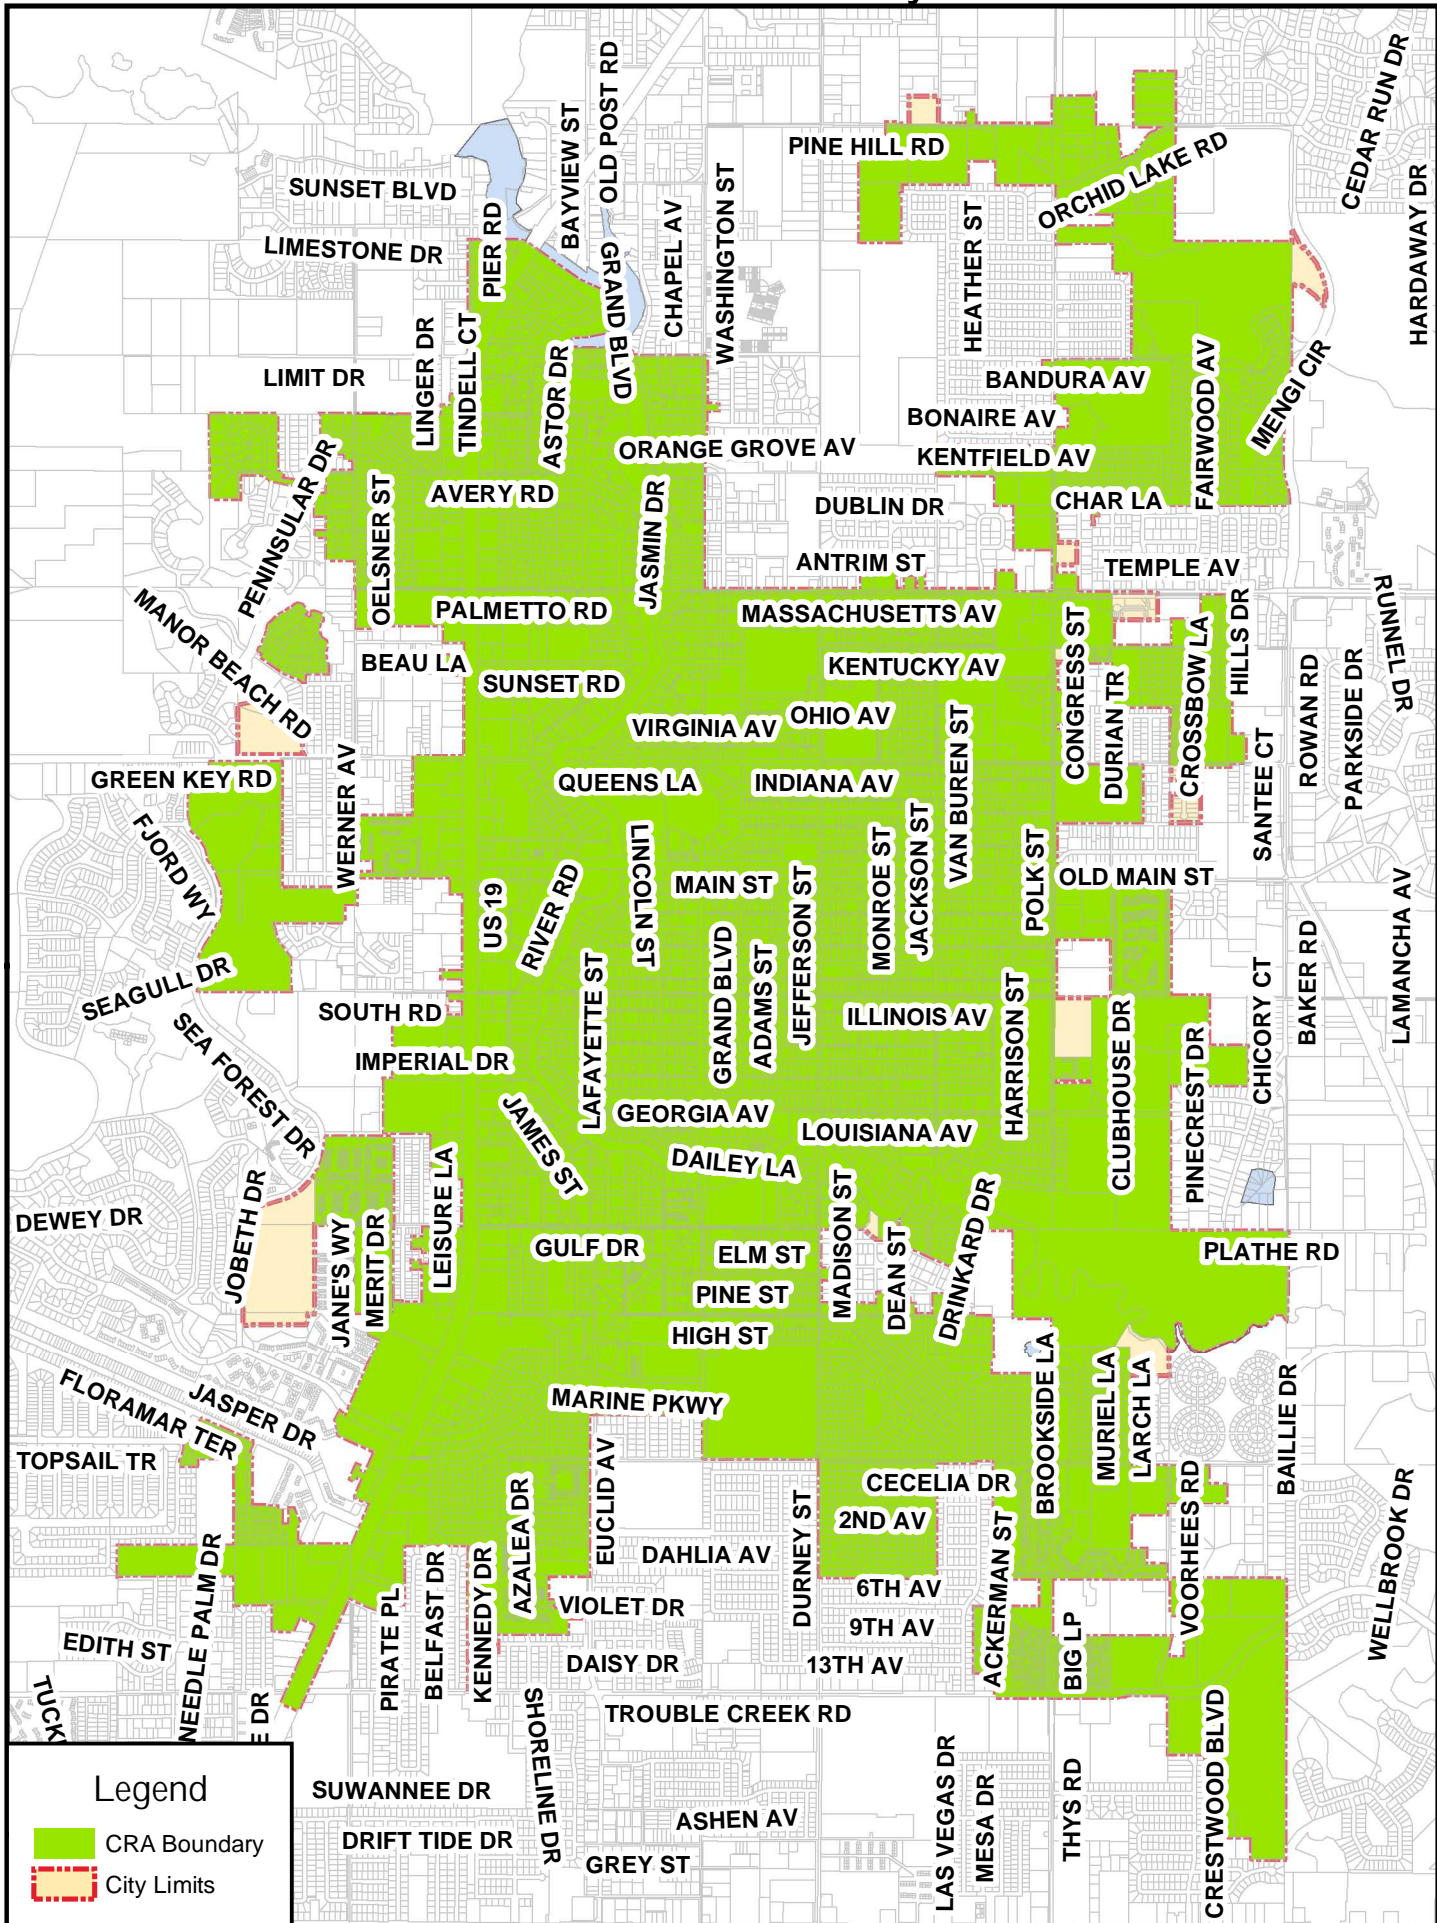 SUNSET BLVD
LIMESTONE DR
PIER RD
BAYVIEW ST
OLD POST RD
GRAND BLVD
CHAPEL AV
WASHINGTON ST
PINE HILL RD
ORCHID LAKE RD
CEDAR RUN DR
HARDAWAY DR
HEATHER ST
LIMIT DR
LINGER DR
TINDELL CT
ASTOR DR
BANDURA AV
BONAIRE AV
FAIRWOOD AV
MENGI CIR
ORANGE GROVE AV
KENTFIELD AV
PENINSULAR DR
OELSNER ST
AVERY RD
JASMIN DR
DUBLIN DR
CHAR LA
ANTRIM ST
TEMPLE AV
MANOR BEACH RD
PALMETTO RD
MASSACHUSETTS AV
CONGRESS ST
HILLS DR
RUNNEL DR
BEAU LA
SUNSET RD
KENTUCKY AV
DURIAN TR
CROSSBOW LA
ROWAN RD
PARKSIDE DR
VIRGINIA AV
OHIO AV
VAN BUREN ST
SANTEE CT
GREEN KEY RD
WERNER AV
QUEENS LA
INDIANA AV
FJORD WY
LINCOLN ST
MONROE ST
JACKSON ST
POLK ST
MAIN ST
OLD MAIN ST
US 19
RIVER RD
JEFFERSON ST
LAMANCHA AV
SEAGULL DR
LAFAYETTE ST
GRAND BLVD
ADAMS ST
BAKER RD
CHICORY CT
SOUTH RD
ILLINOIS AV
HARRISON ST
CLUBHOUSE DR
PINECREST DR
SEA FOREST DR
IMPERIAL DR
JAMES ST
GEORGIA AV
LOUISIANA AV
DAILEY LA
LEISURE LA
MADISON ST
DRINKARD DR
DEWEY DR
JOBETH DR
JANE'S WY
MERIT DR
GULF DR
ELM ST
DEAN ST
PLATHE RD
PINE ST
HIGH ST
BROOKSIDE LA
MURIEL LA
LARCH LA
FLORAMAR TER
JASPER DR
MARINE PKWY
BAILLIE DR
TOPSAIL TR
EUCLID AV
CECELIA DR
AZALEA DR
DURNEY ST
2ND AV
ACKERMAN ST
VOORHEES RD
WELLBROOK DR
NEEDLE PALM DR
DAHLIA AV
6TH AV
PIRATE PL
BELFAST DR
KENNEDY DR
VIOLET DR
9TH AV
BIG LP
EDITH ST
DAISY DR
13TH AV
TUCK
E DR
SHORELINE DR
TROUBLE CREEK RD
CRESTWOOD BLVD
SUWANNEE DR
LAS VEGAS DR
MESA DR
THYS RD
ASHEN AV
DRIFT TIDE DR
GREY ST
Legend
CRA Boundary
City Limits